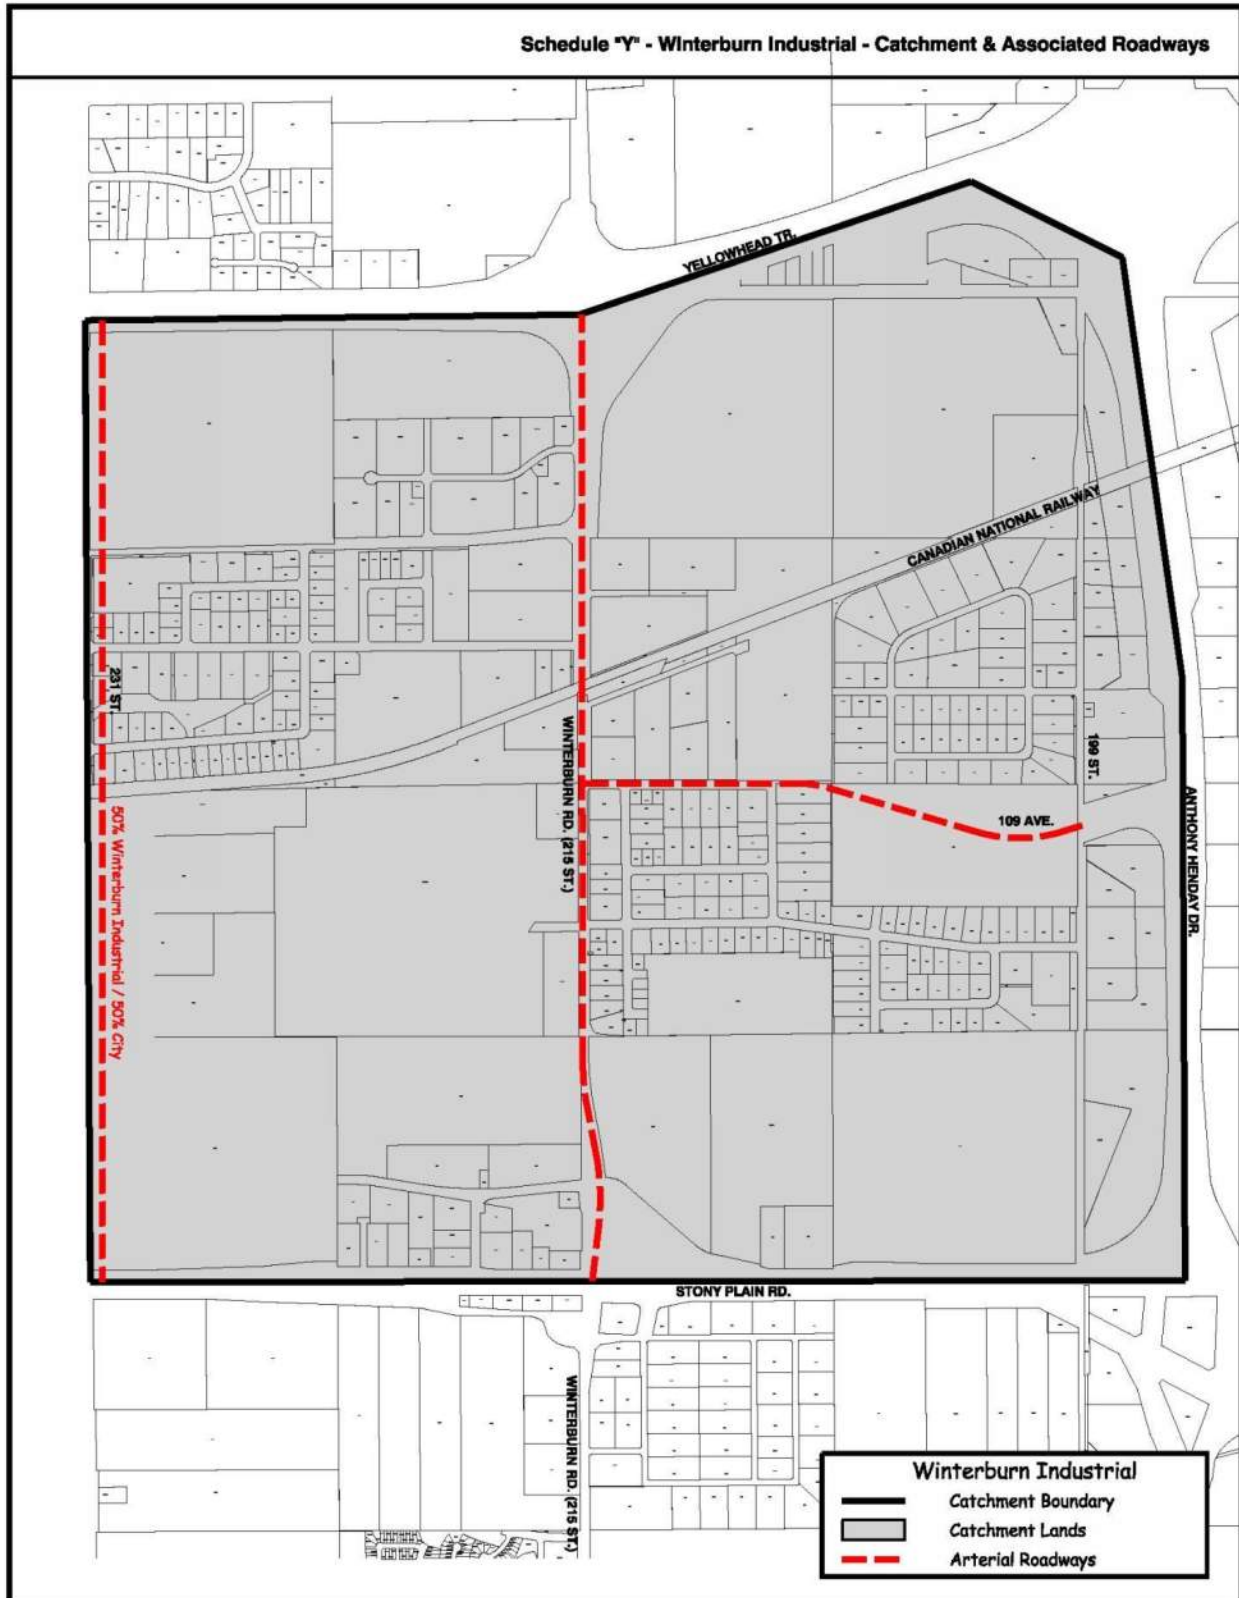 Schedule "Y" - Winterburn Industrial - Catchment & Associated Roadways
YELLOWHEAD TR.
CANADIAN NATIONAL RAILWAY
231 ST.
WINTERBURN RD. (215 ST.)
199 ST.
109 AVE.
ANTHONY HENDAY DR.
50% Winterburn Industrial / 50% City
STONY PLAIN RD.
WINTERBURN RD. (215 ST.)
Winterburn Industrial
Catchment Boundary
Catchment Lands
Arterial Roadways